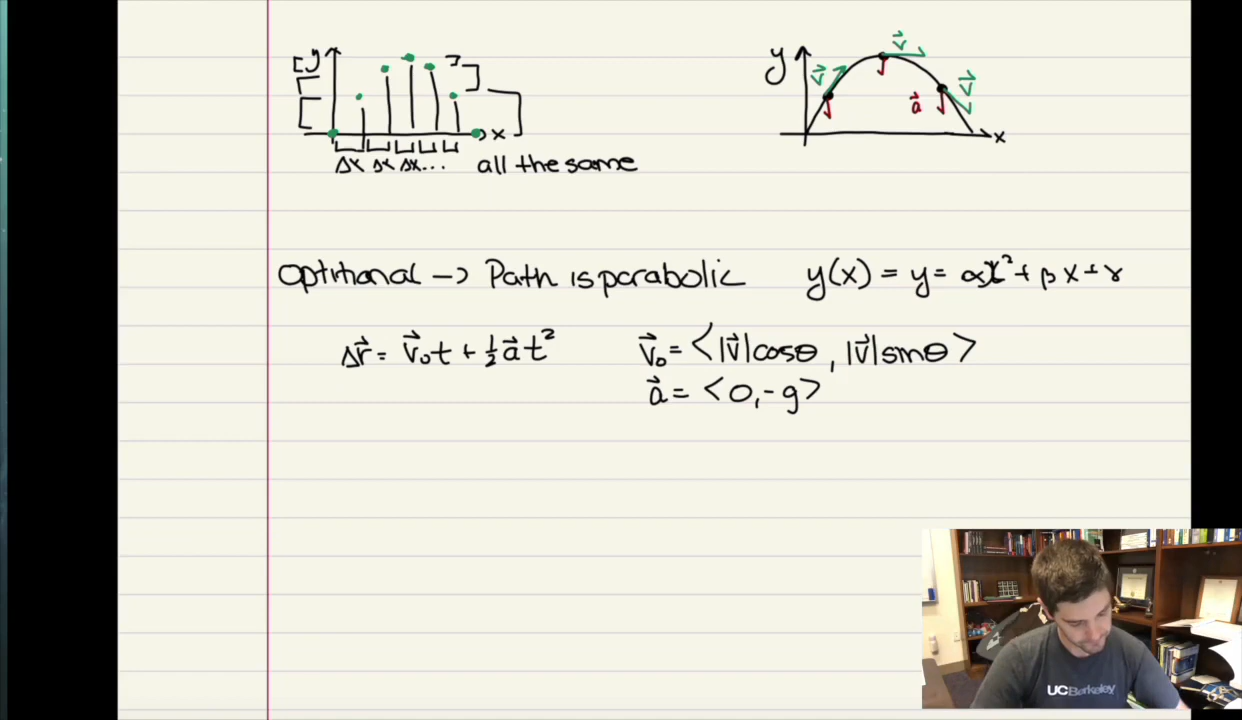 y
x
Δx Δx Δx... all the same
y
v⃗
v⃗
v⃗
a⃗
x
Optitional → Path is parabolic y(x) = y = αx² + βx + γ
Δr⃗ = v⃗₀t + ½a⃗t² v⃗₀ = <|v⃗|cosθ, |v⃗|sinθ>
a⃗ = <0, -g>
UC Berkeley